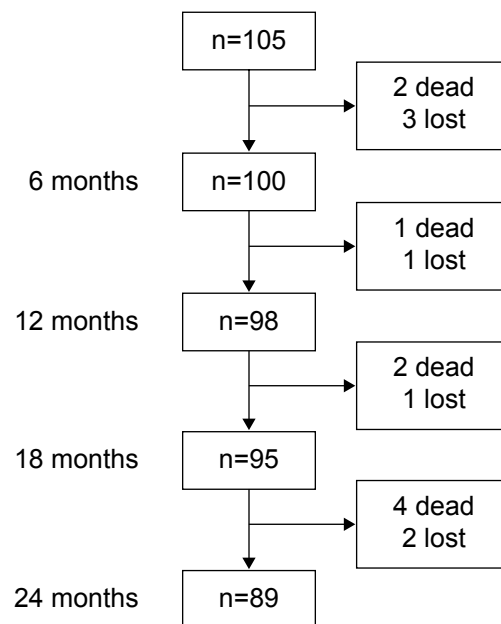 n=105
2 dead
3 lost
6 months
n=100
1 dead
1 lost
12 months
n=98
2 dead
1 lost
18 months
n=95
4 dead
2 lost
24 months
n=89